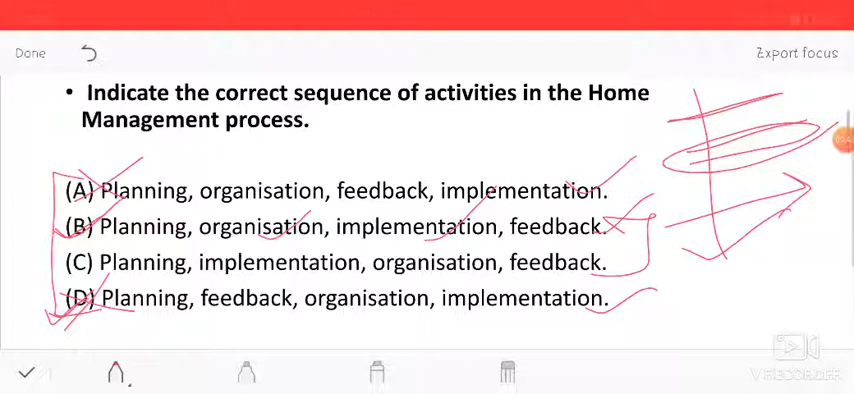 Done
Export focus
• Indicate the correct sequence of activities in the Home
Management process.
(A) Planning, organisation, feedback, implementation.
(B) Planning, organisation, implementation, feedback.
(C) Planning, implementation, organisation, feedback.
(D) Planning, feedback, organisation, implementation.
VRECORDER